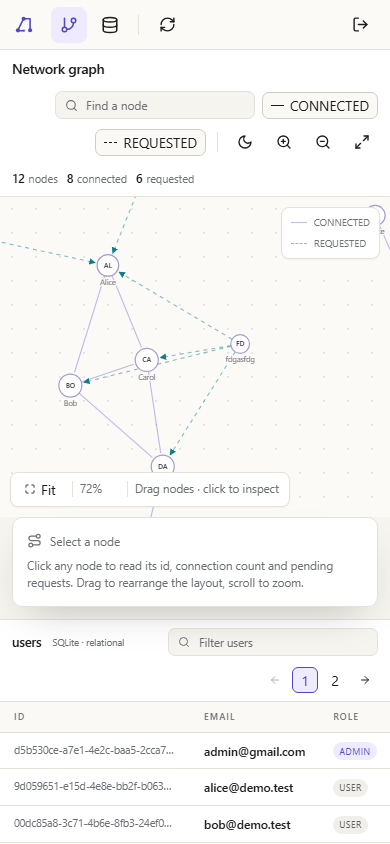 Network graph
Find a node
CONNECTED
REQUESTED
12 nodes 8 connected 6 requested
CONNECTED
REQUESTED
AL
Alice
FD
fdgasfdg
CA
Carol
BO
Bob
DA
Fit 72% Drag nodes · click to inspect
Select a node
Click any node to read its id, connection count and pending
requests. Drag to rearrange the layout, scroll to zoom.
users SQLite · relational Filter users
1 2
ID EMAIL ROLE
d5b530ce-a7e1-4e2c-baa5-2cca7... admin@gmail.com ADMIN
9d059651-e15d-4e8e-bb2f-b063... alice@demo.test USER
00dc85a8-3c71-4b6e-8fb3-24ef0... bob@demo.test USER